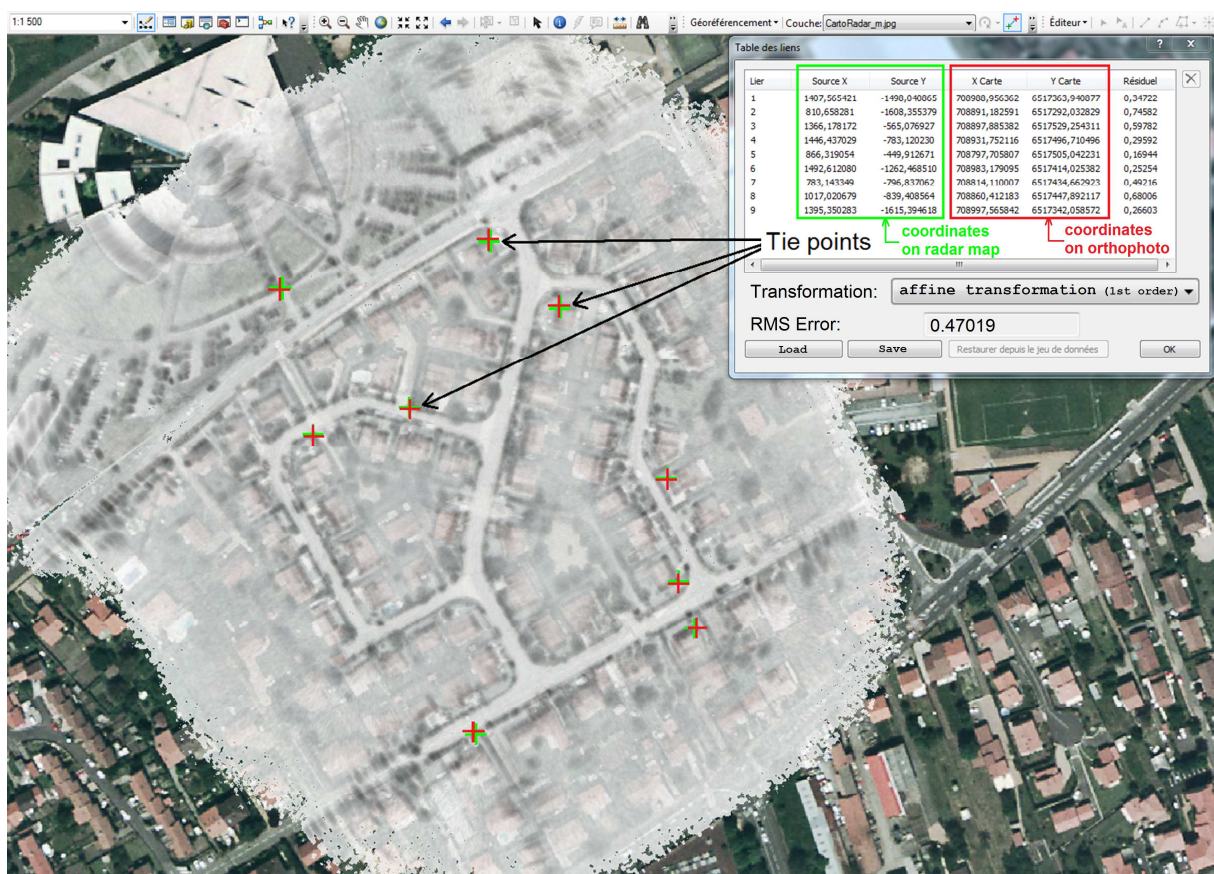 1:1 500 Géoréférencement Couche: CartoRadar_m.jpg Éditeur
Table des liens
Lier Source X Source Y X Carte Y Carte Résiduel
1 1407,565421 -1498,040865 708988,956362 6517363,940877 0,34722
2 810,658281 -1608,355379 708891,182591 6517292,032829 0,74582
3 1366,178172 -565,076927 708897,885382 6517529,254311 0,59782
4 1446,437029 -783,120230 708931,752116 6517496,710496 0,29592
5 866,319054 -449,912671 708797,705807 6517505,042231 0,16944
6 1492,612080 -1262,468510 708983,179095 6517414,025382 0,25254
7 783,143349 -796,837062 708814,110007 6517434,662923 0,49216
8 1017,020679 -839,408564 708860,412183 6517447,892117 0,68006
9 1395,350283 -1615,394618 708997,565842 6517342,058572 0,26603
Tie points
coordinates
on radar map
coordinates
on orthophoto
Transformation: affine transformation (1st order)
RMS Error: 0.47019
Load Save Restaurer depuis le jeu de données OK